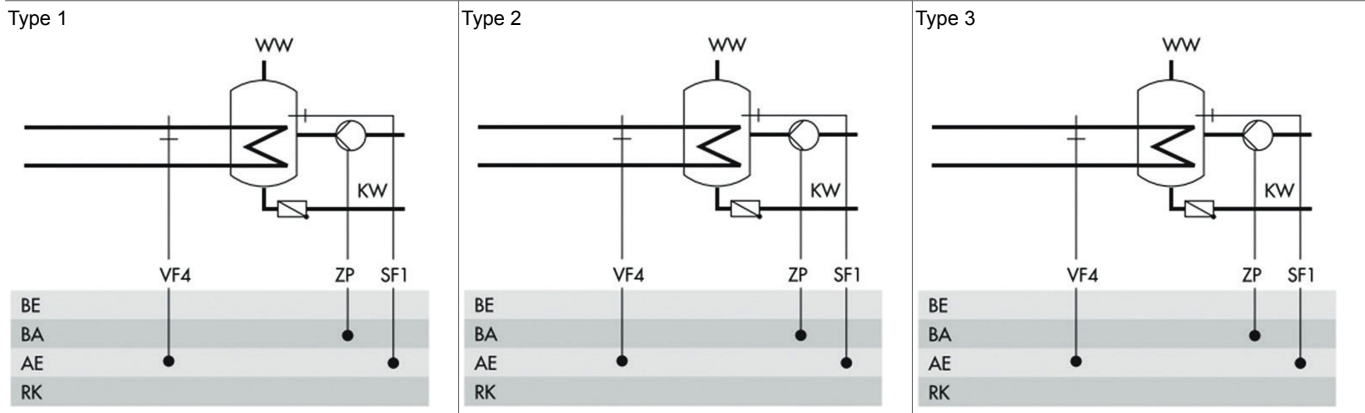 Type 1
WW
KW
VF4 ZP SF1
BE
BA
AE
RK
Type 2
WW
KW
VF4 ZP SF1
BE
BA
AE
RK
Type 3
WW
KW
VF4 ZP SF1
BE
BA
AE
RK